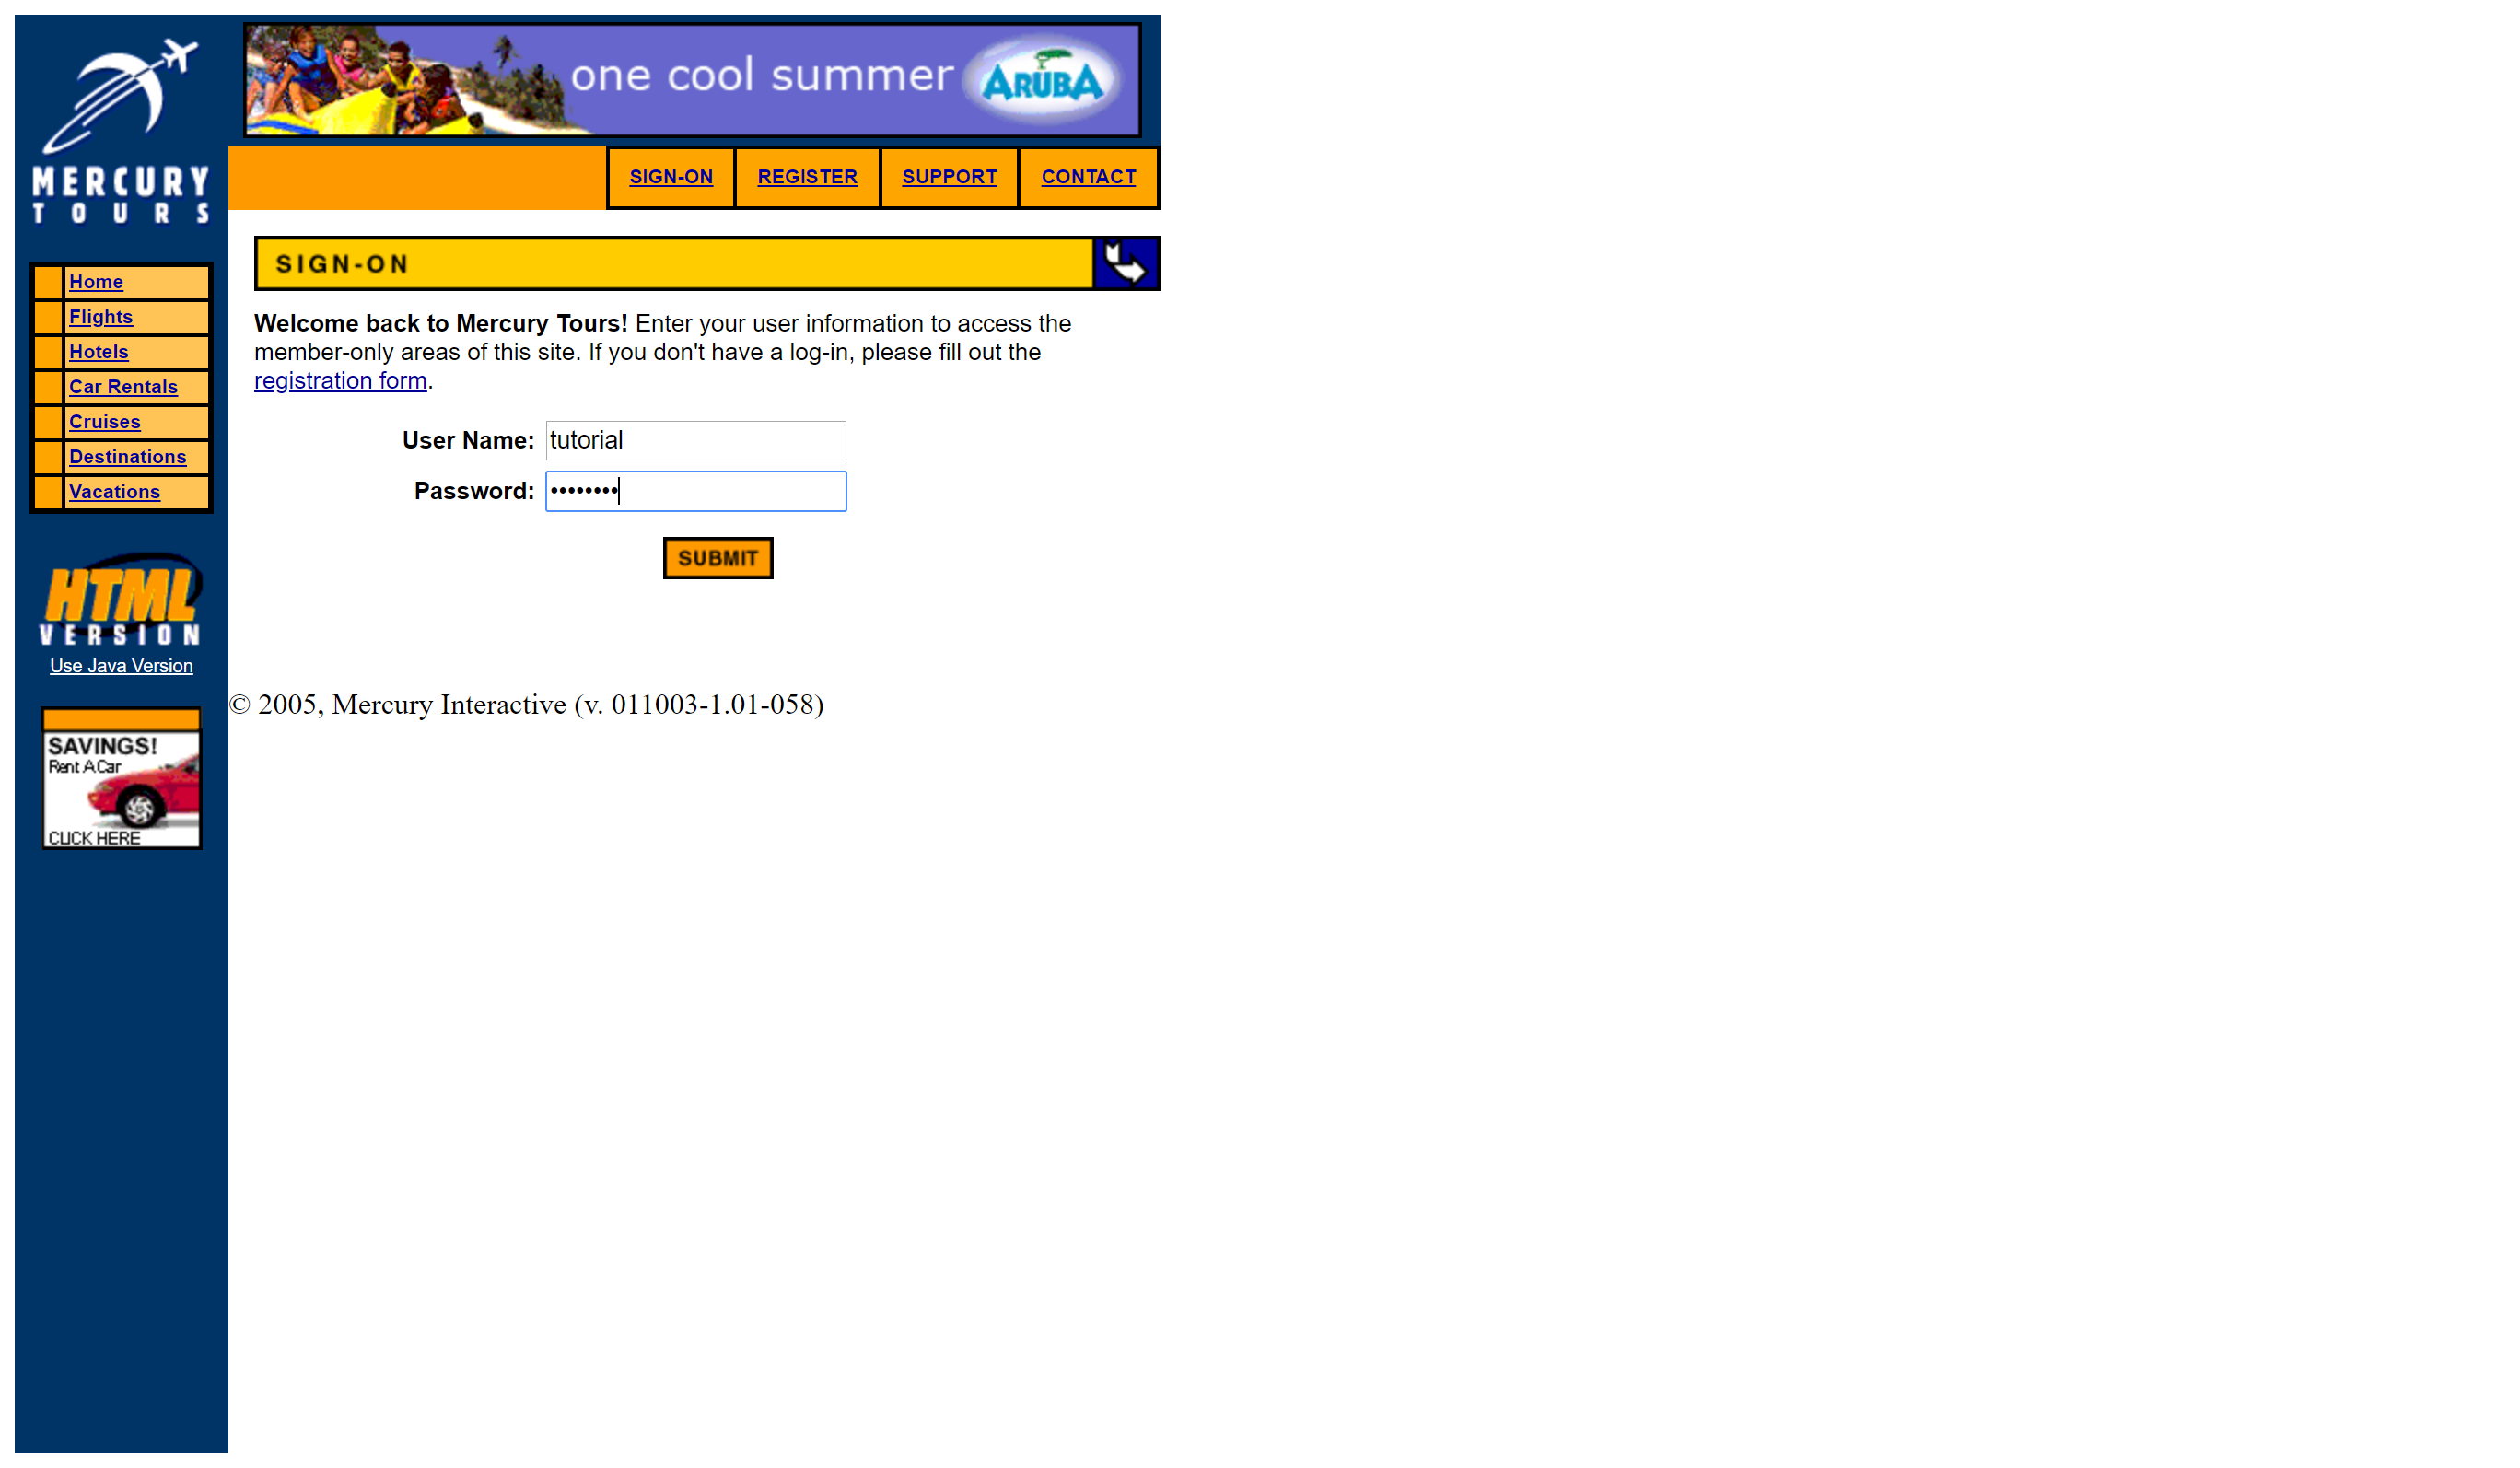 MERCURY
TOURS
one cool summer
ARUBA
SIGN-ON
REGISTER
SUPPORT
CONTACT
Home
Flights
Hotels
Car Rentals
Cruises
Destinations
Vacations
HTML
VERSION
Use Java Version
SAVINGS!
Rent A Car
CLICK HERE
SIGN-ON
Welcome back to Mercury Tours! Enter your user information to access the
member-only areas of this site. If you don't have a log-in, please fill out the
registration form.
User Name: tutorial
Password: ••••••••
SUBMIT
© 2005, Mercury Interactive (v. 011003-1.01-058)